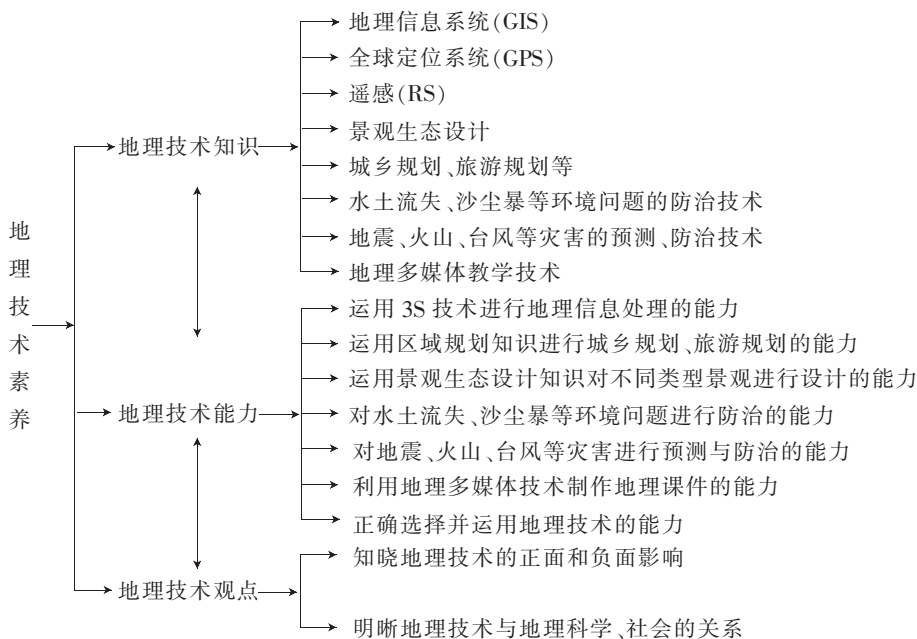 地理技术素养
地理技术知识
地理信息系统(GIS)
全球定位系统(GPS)
遥感(RS)
景观生态设计
城乡规划、旅游规划等
水土流失、沙尘暴等环境问题的防治技术
地震、火山、台风等灾害的预测、防治技术
地理多媒体教学技术
地理技术能力
运用 3S 技术进行地理信息处理的能力
运用区域规划知识进行城乡规划、旅游规划的能力
运用景观生态设计知识对不同类型景观进行设计的能力
对水土流失、沙尘暴等环境问题进行防治的能力
对地震、火山、台风等灾害进行预测与防治的能力
利用地理多媒体技术制作地理课件的能力
正确选择并运用地理技术的能力
地理技术观点
知晓地理技术的正面和负面影响
明晰地理技术与地理科学、社会的关系